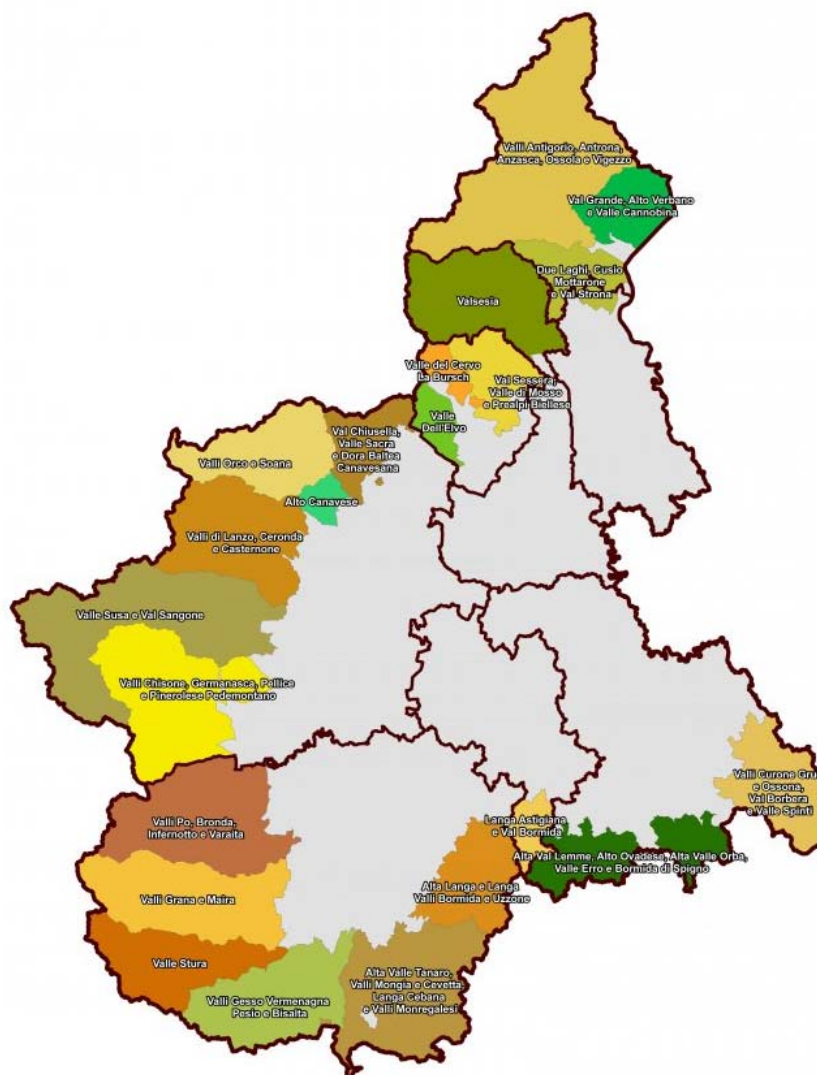 Valli Antigorio, Antrona,
Anzasca, Ossola e Vigezzo
Val Grande, Alto Verbano
e Valle Cannobina
Due Laghi, Cusio
Mottarone
e Val Strona
Valsesia
Valle del Cervo
La Bursch
Val Sessera,
Valle di Mosso
e Prealpi Biellese
Valle
Dell'Elvo
Val Chiusella,
Valle Sacra
e Dora Baltea
Canavesana
Valli Orco e Soana
Alto Canavese
Valli di Lanzo, Ceronda
e Casternone
Valle Susa e Val Sangone
Valli Chisone, Germanasca, Pellice
e Pinerolese Pedemontano
Valli Curone Gru
e Ossona,
Val Borbera
e Valle Spinti
Valli Po, Bronda,
Infernotto e Varaita
Langa Astigiana
e Val Bormida
Alta Val Lemme, Alto Ovadese, Alta Valle Orba,
Valle Erro e Bormida di Spigno
Alta Langa e Langa
Valli Bormida e Uzzone
Valli Grana e Maira
Valle Stura
Alta Valle Tanaro,
Valli Mongia e Cevetta,
Langa Cebana
e Valli Monregalesi
Valli Gesso Vermenagna
Pesio e Bisalta